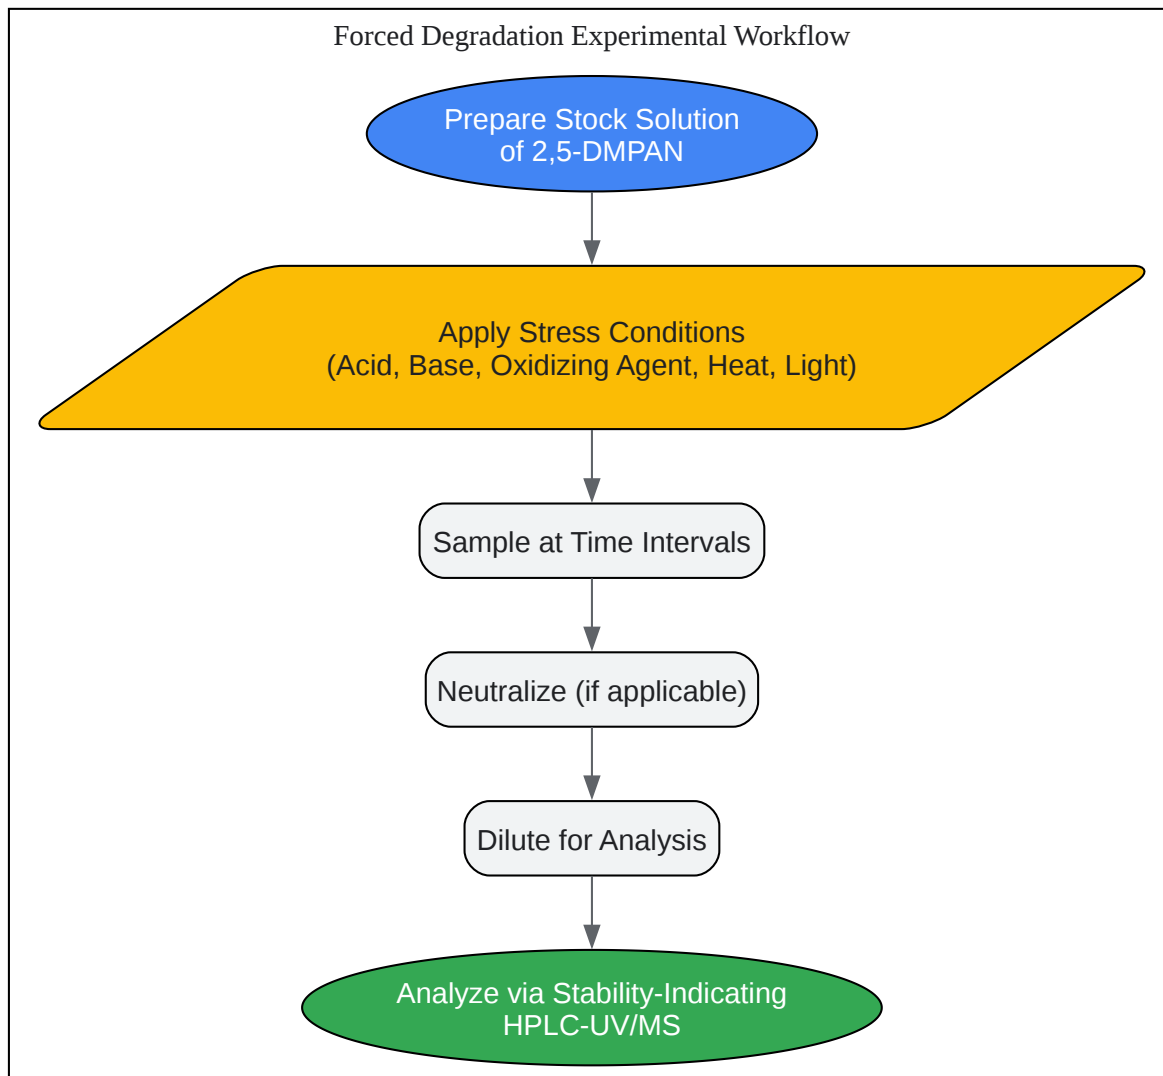 Forced Degradation Experimental Workflow
Prepare Stock Solution
of 2,5-DMPAN
Apply Stress Conditions
(Acid, Base, Oxidizing Agent, Heat, Light)
Sample at Time Intervals
Neutralize (if applicable)
Dilute for Analysis
Analyze via Stability-Indicating
HPLC-UV/MS